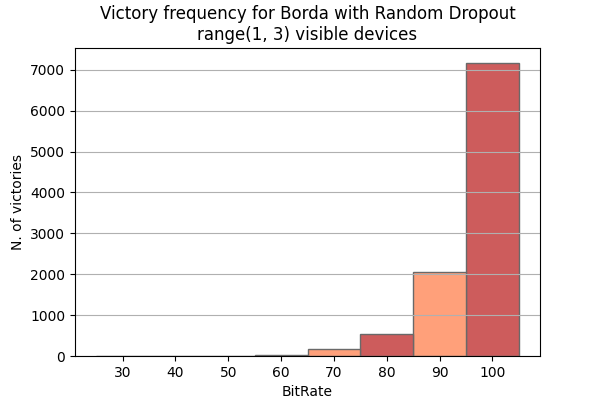 Victory frequency for Borda with Random Dropout
range(1, 3) visible devices
7000
6000
5000
4000
3000
2000
1000
0
N. of victories
30 40 50 60 70 80 90 100
BitRate